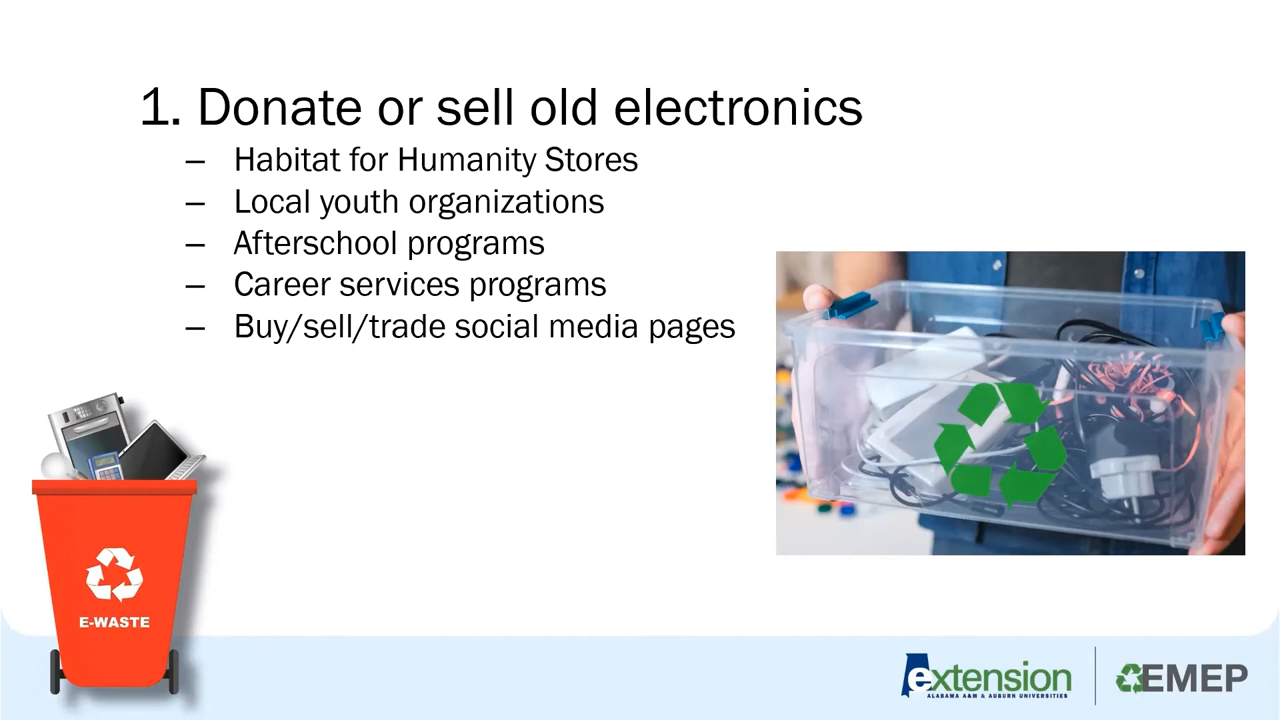 1. Donate or sell old electronics
– Habitat for Humanity Stores
– Local youth organizations
– Afterschool programs
– Career services programs
– Buy/sell/trade social media pages
E-WASTE
extension
ALABAMA A&M & AUBURN UNIVERSITIES
EMEP